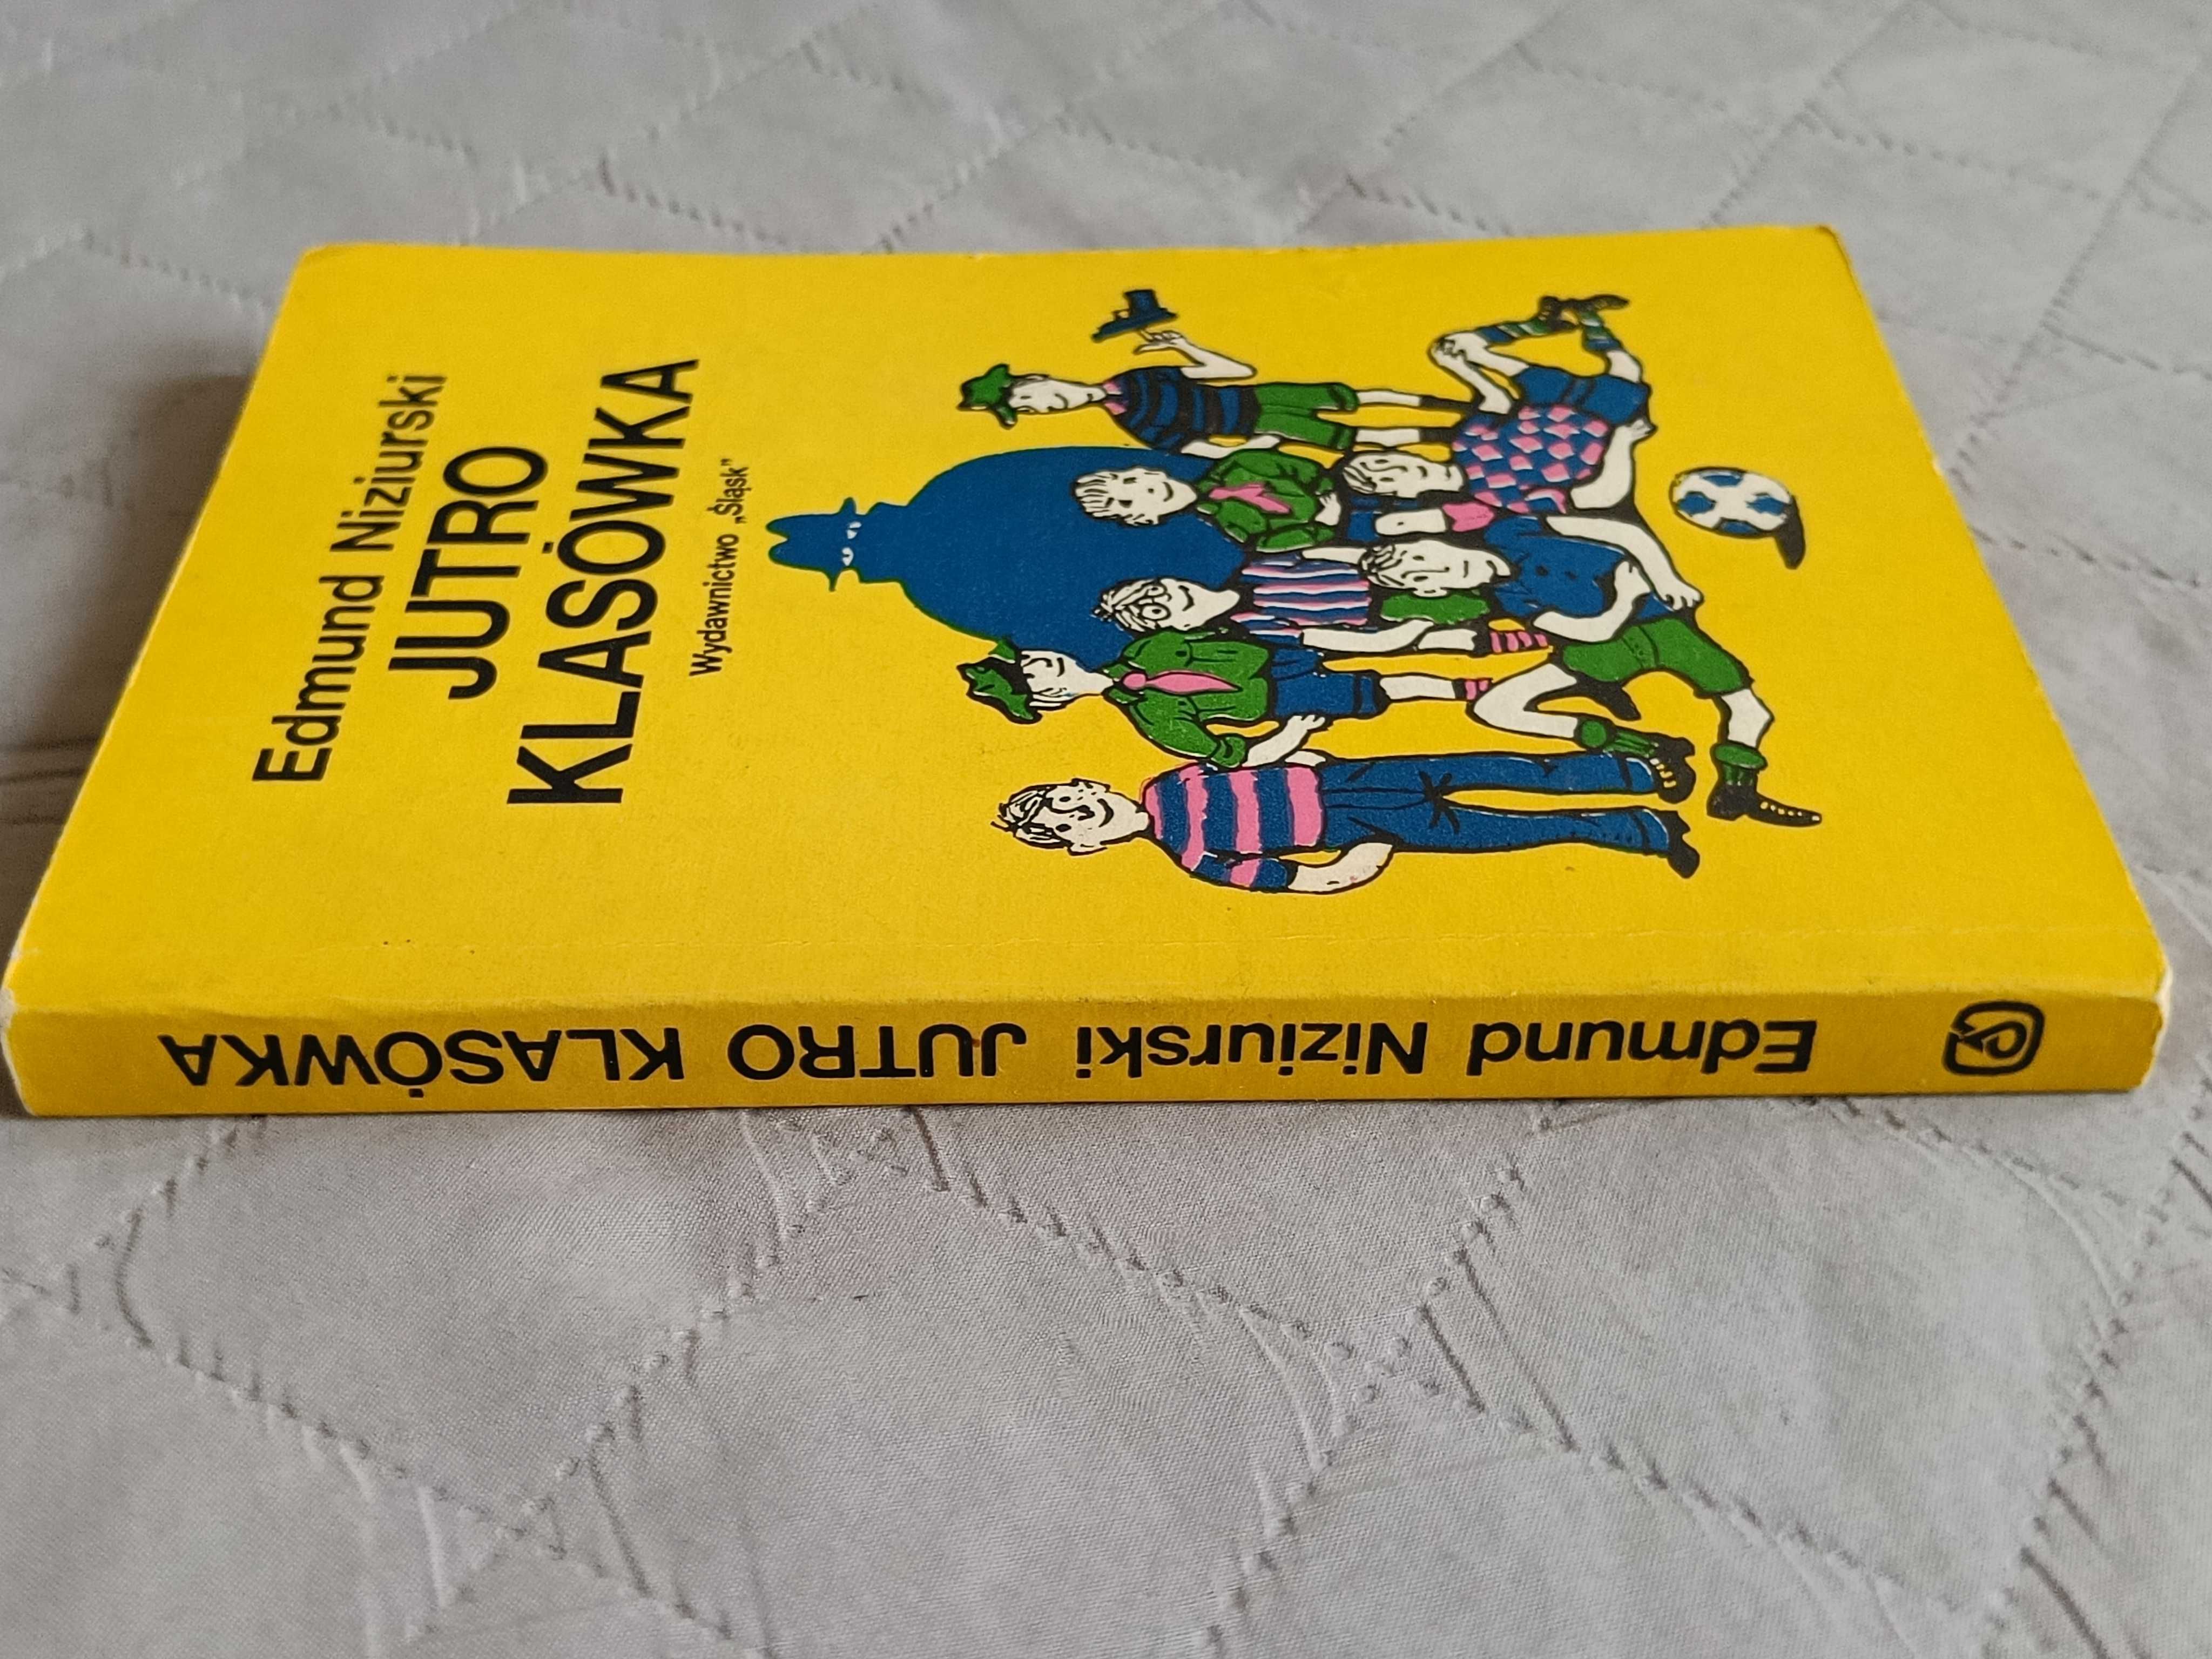 Edmund Niziurski
JUTRO
KLASÓWKA
Wydawnictwo „Śląsk”
Edmund Niziurski JUTRO KLASÓWKA